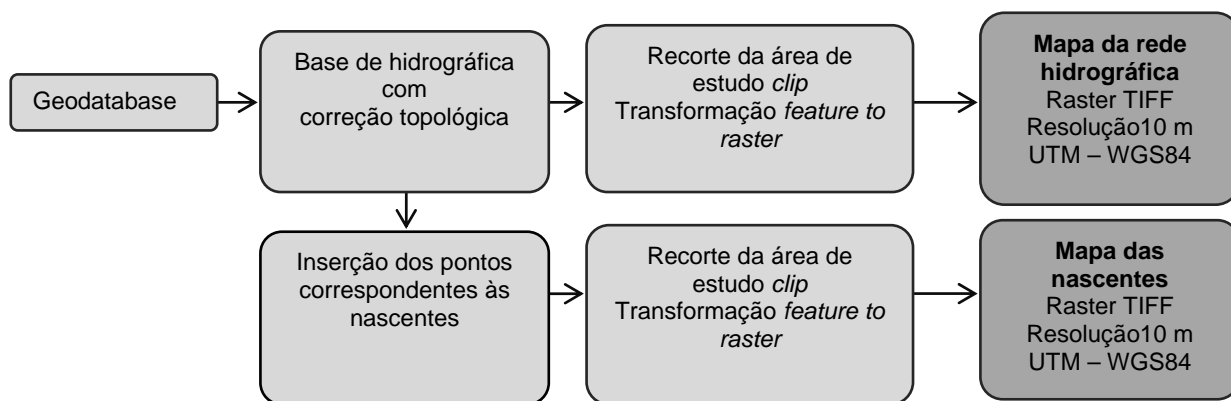 Geodatabase
Base de hidrográfica
com
correção topológica
Recorte da área de
estudo clip
Transformação feature to
raster
Mapa da rede
hidrográfica
Raster TIFF
Resolução10 m
UTM – WGS84
Inserção dos pontos
correspondentes às
nascentes
Recorte da área de
estudo clip
Transformação feature to
raster
Mapa das
nascentes
Raster TIFF
Resolução10 m
UTM – WGS84